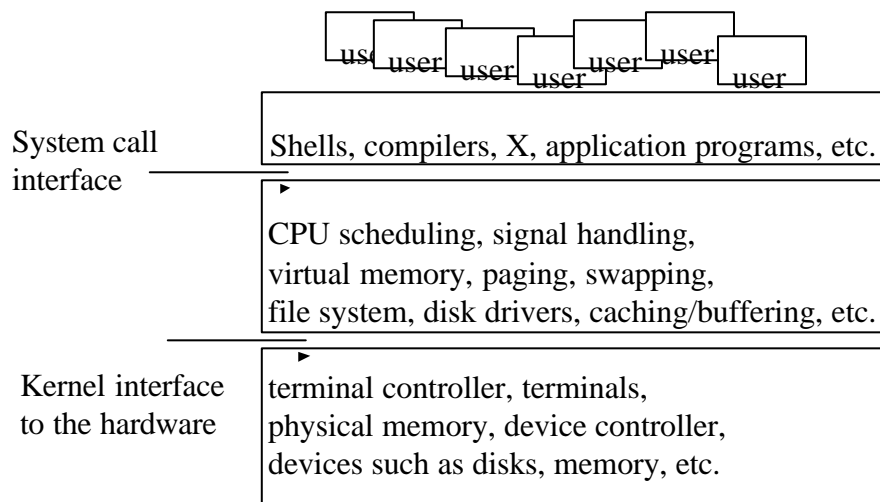 user user user user user user user
Shells, compilers, X, application programs, etc.
System call
interface
CPU scheduling, signal handling,
virtual memory, paging, swapping,
file system, disk drivers, caching/buffering, etc.
Kernel interface
to the hardware
terminal controller, terminals,
physical memory, device controller,
devices such as disks, memory, etc.